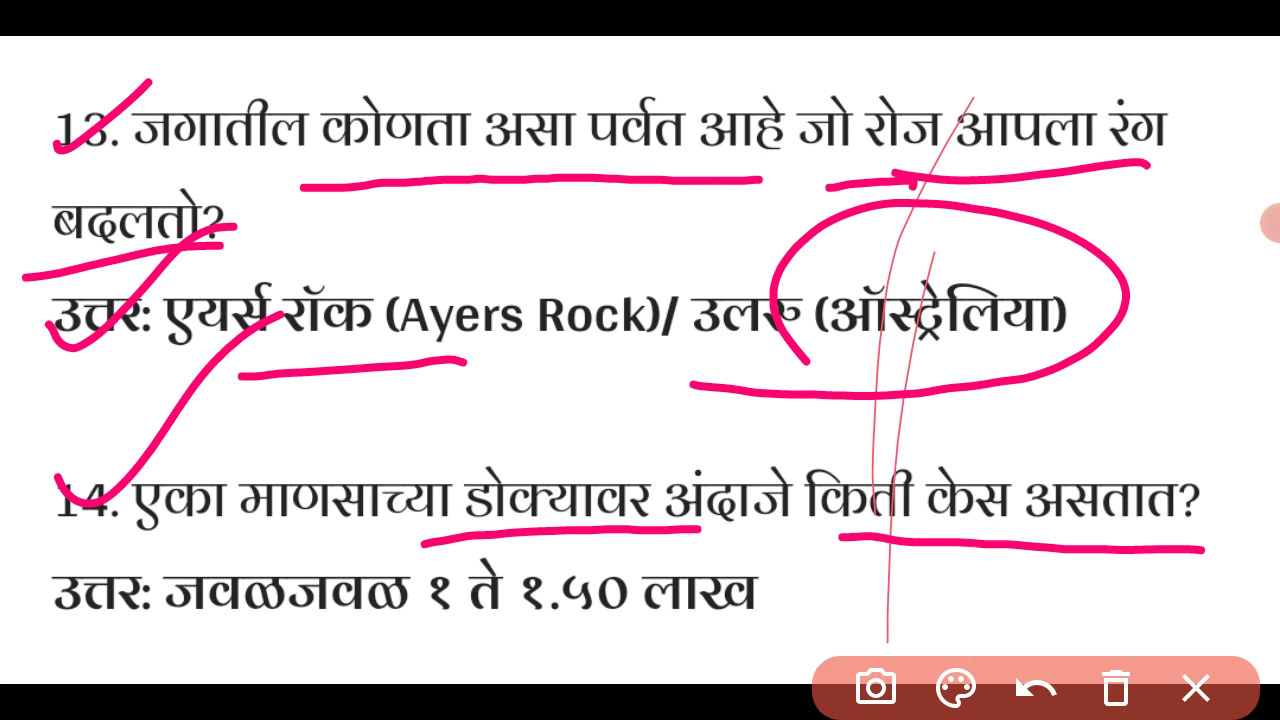 13. जगातील कोणता असा पर्वत आहे जो रोज आपला रंग
बदलतो?
उत्तर: एयर्स रॉक (Ayers Rock)/ उलरु (ऑस्ट्रेलिया)
14. एका माणसाच्या डोक्यावर अंदाजे किती केस असतात?
उत्तर: जवळजवळ १ ते १.५० लाख